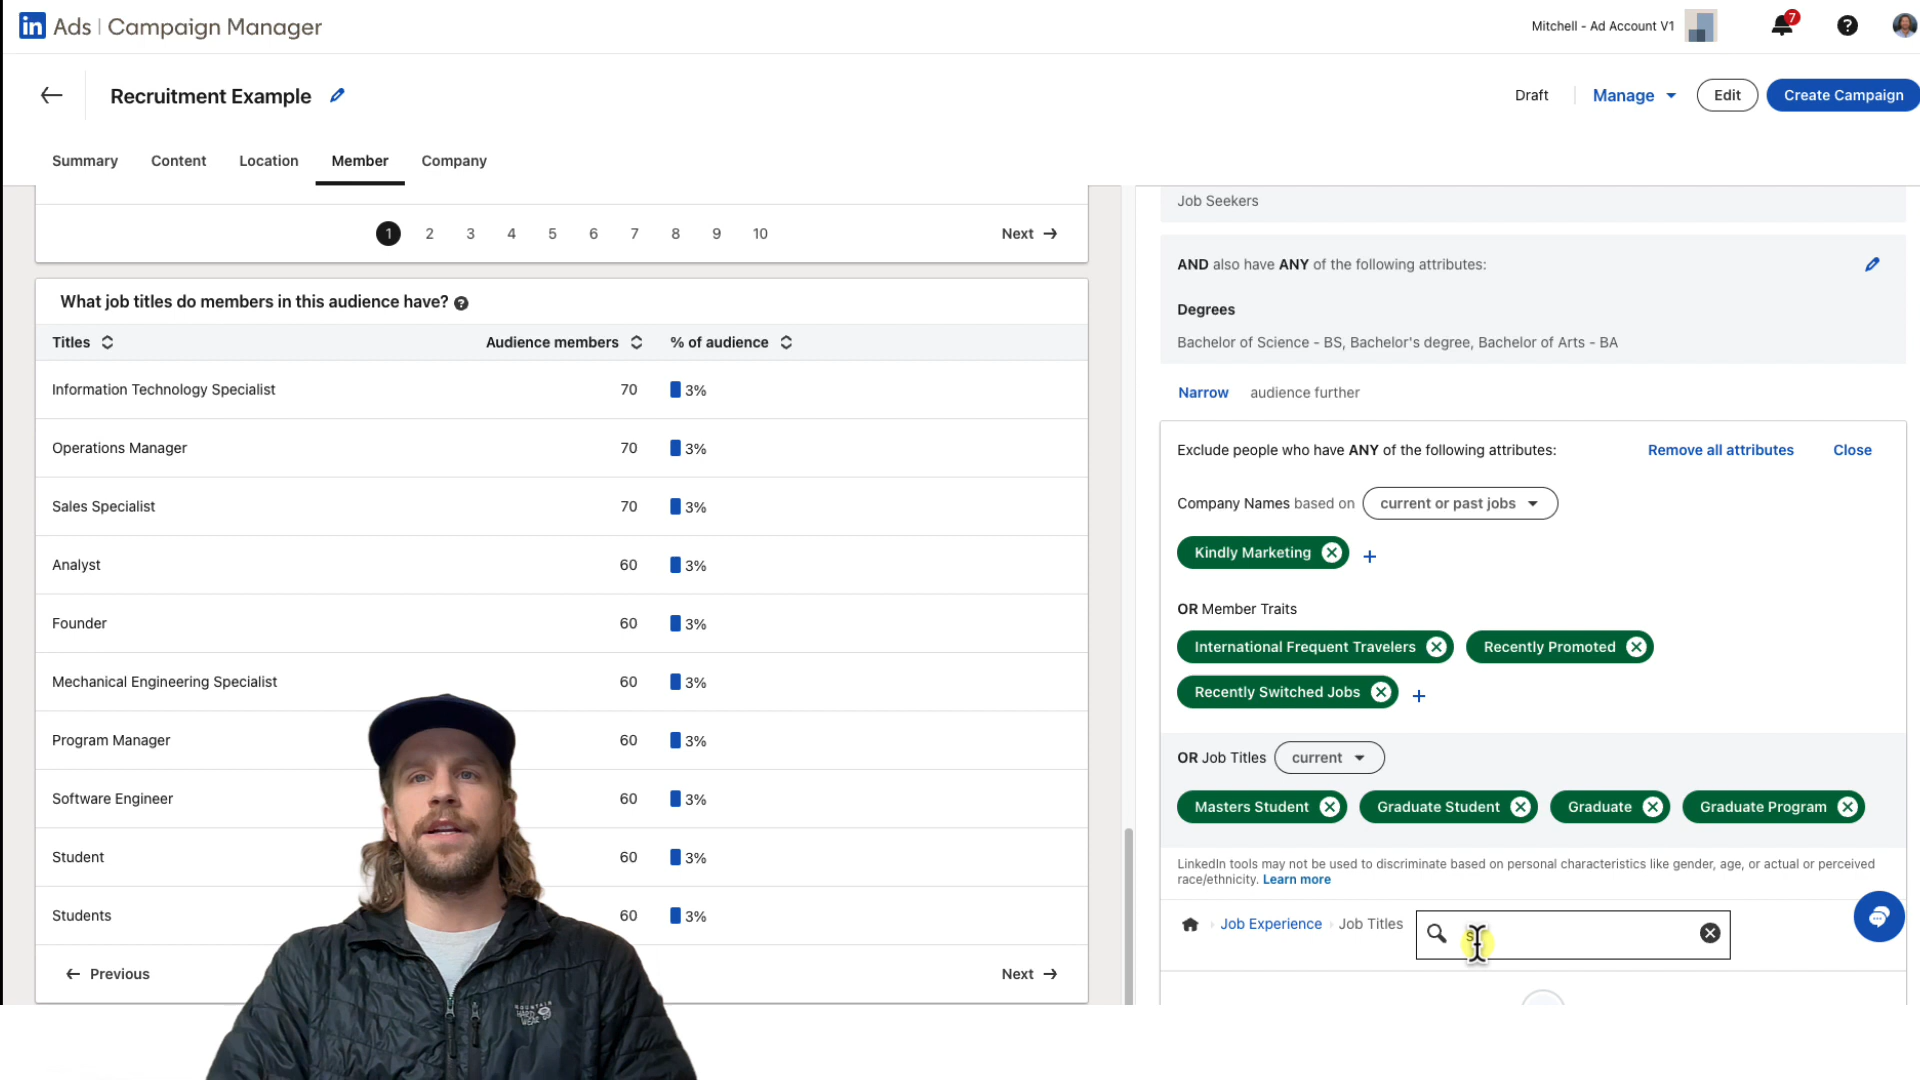 in Ads | Campaign Manager
Mitchell - Ad Account V1
7
Recruitment Example
Draft
Manage
Edit
Create Campaign
Summary
Content
Location
Member
Company
1 2 3 4 5 6 7 8 9 10
Next
What job titles do members in this audience have?
Titles
Audience members
% of audience
Information Technology Specialist 70 3%
Operations Manager 70 3%
Sales Specialist 70 3%
Analyst 60 3%
Founder 60 3%
Mechanical Engineering Specialist 60 3%
Program Manager 60 3%
Software Engineer 60 3%
Student 60 3%
Students 60 3%
Previous
Next
Job Seekers
AND also have ANY of the following attributes:
Degrees
Bachelor of Science - BS, Bachelor's degree, Bachelor of Arts - BA
Narrow audience further
Exclude people who have ANY of the following attributes:
Remove all attributes
Close
Company Names based on current or past jobs
Kindly Marketing
OR Member Traits
International Frequent Travelers
Recently Promoted
Recently Switched Jobs
OR Job Titles current
Masters Student
Graduate Student
Graduate
Graduate Program
LinkedIn tools may not be used to discriminate based on personal characteristics like gender, age, or actual or perceived
race/ethnicity. Learn more
Job Experience
Job Titles
MOUNTAIN
HARDWEAR